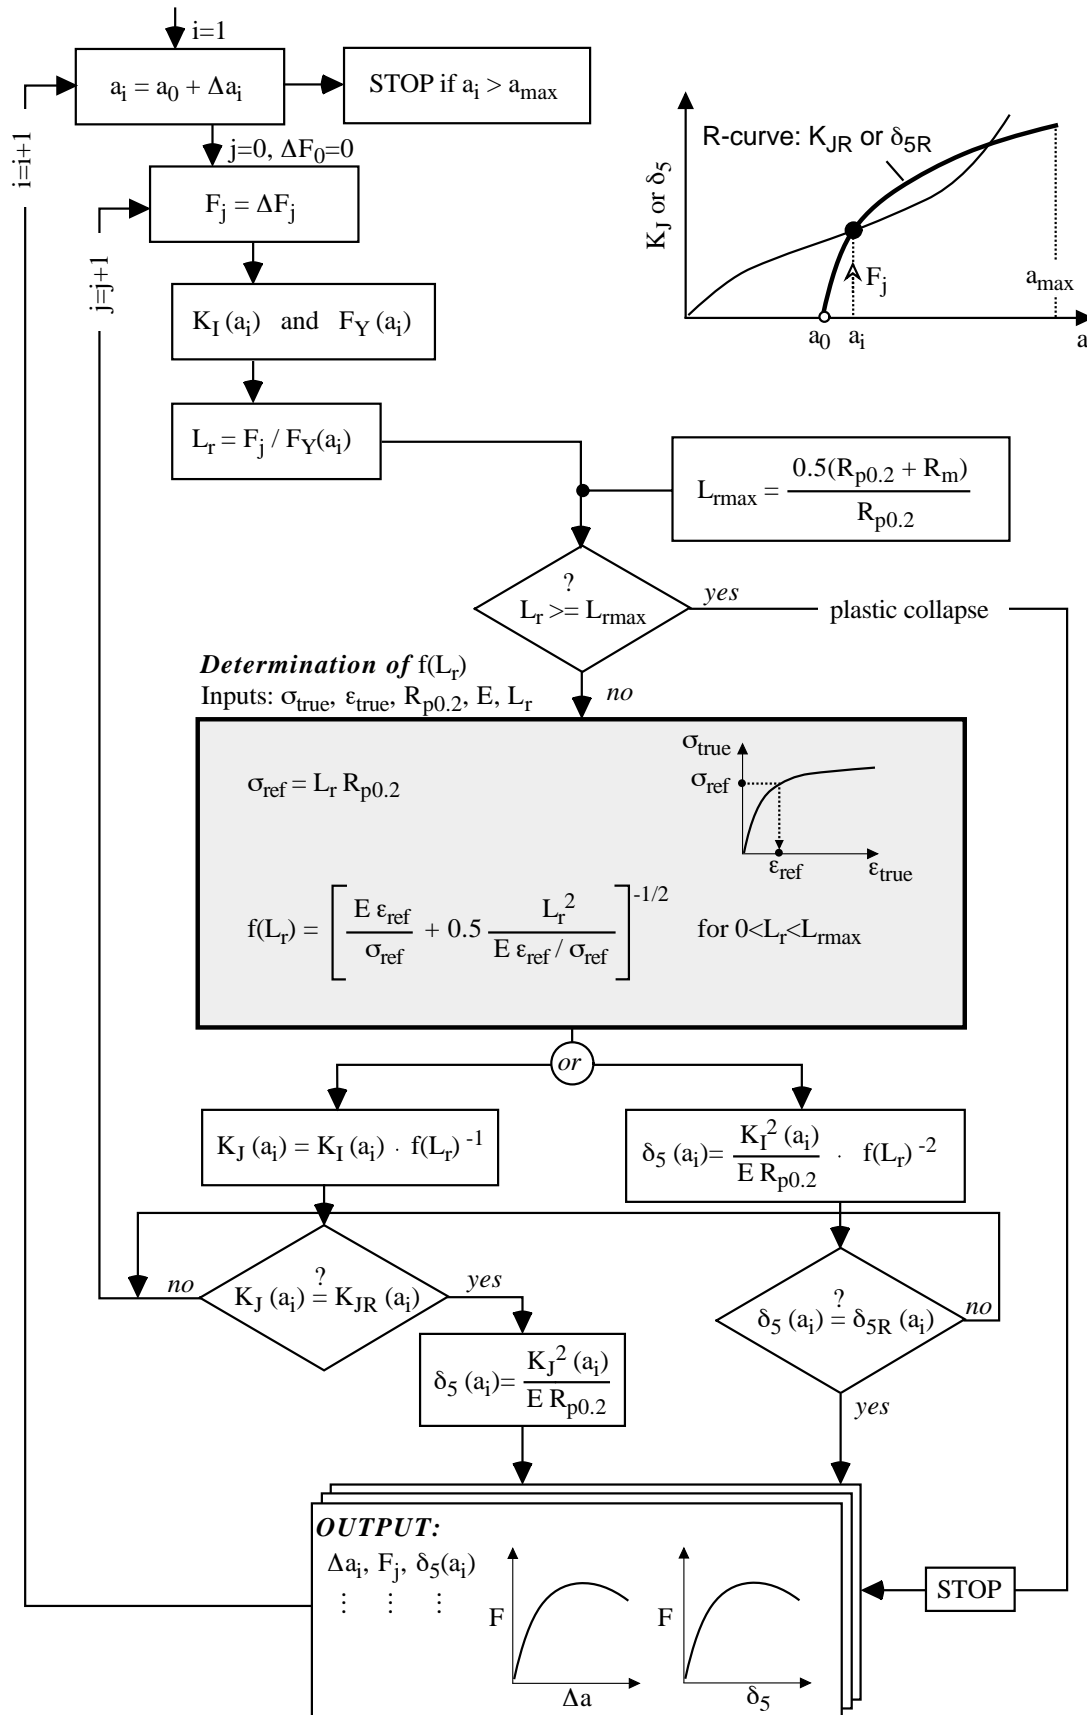 i=1
a_i = a_0 + Δa_i
STOP if a_i > a_max
i=i+1
j=0, ΔF_0=0
F_j = ΔF_j
j=j+1
K_I (a_i) and F_Y (a_i)
L_r = F_j / F_Y(a_i)
R-curve: K_JR or δ_5R
K_J or δ_5
F_j
a_max
a_0
a_i
a
L_rmax = 0.5(R_p0.2 + R_m) / R_p0.2
?
L_r >= L_rmax
yes
plastic collapse
no
Determination of f(L_r)
Inputs: σ_true, ε_true, R_p0.2, E, L_r
σ_ref = L_r R_p0.2
σ_true
σ_ref
ε_ref
ε_true
f(L_r) = [ E ε_ref / σ_ref + 0.5 L_r^2 / (E ε_ref / σ_ref) ]^-1/2 for 0<L_r<L_rmax
or
K_J (a_i) = K_I (a_i) · f(L_r)^-1
δ_5 (a_i)= K_I^2 (a_i) / E R_p0.2 · f(L_r)^-2
no
?
K_J (a_i) = K_JR (a_i)
yes
?
δ_5 (a_i) = δ_5R (a_i)
no
δ_5 (a_i)= K_J^2 (a_i) / E R_p0.2
yes
OUTPUT:
Δa_i, F_j, δ_5(a_i)
⋮ ⋮ ⋮
F
Δa
F
δ_5
STOP